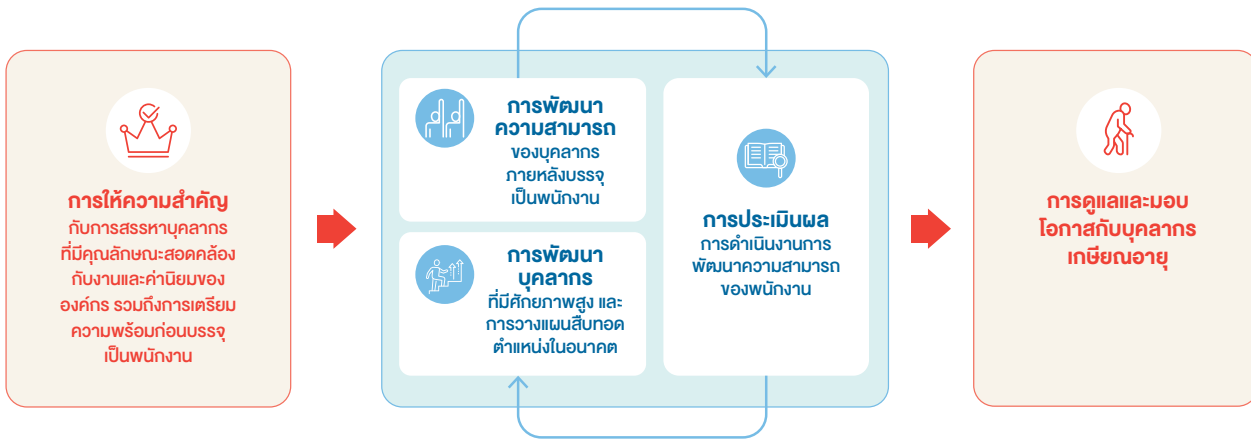 การให้ความสำคัญ
กับการสรรหาบุคลากร
ที่มีคุณลักษณะสอดคล้อง
กับงานและค่านิยมของ
องค์กร รวมถึงการเตรียม
ความพร้อมก่อนบรรจุ
เป็นพนักงาน
การพัฒนา
ความสามารถ
ของบุคลากร
ภายหลังบรรจุ
เป็นพนักงาน
การพัฒนา
บุคลากร
ที่มีศักยภาพสูง และ
การวางแผนสืบทอด
ตำแหน่งในอนาคต
การประเมินผล
การดำเนินงานการ
พัฒนาความสามารถ
ของพนักงาน
การดูแลและมอบ
โอกาสกับบุคลากร
เกษียณอายุ